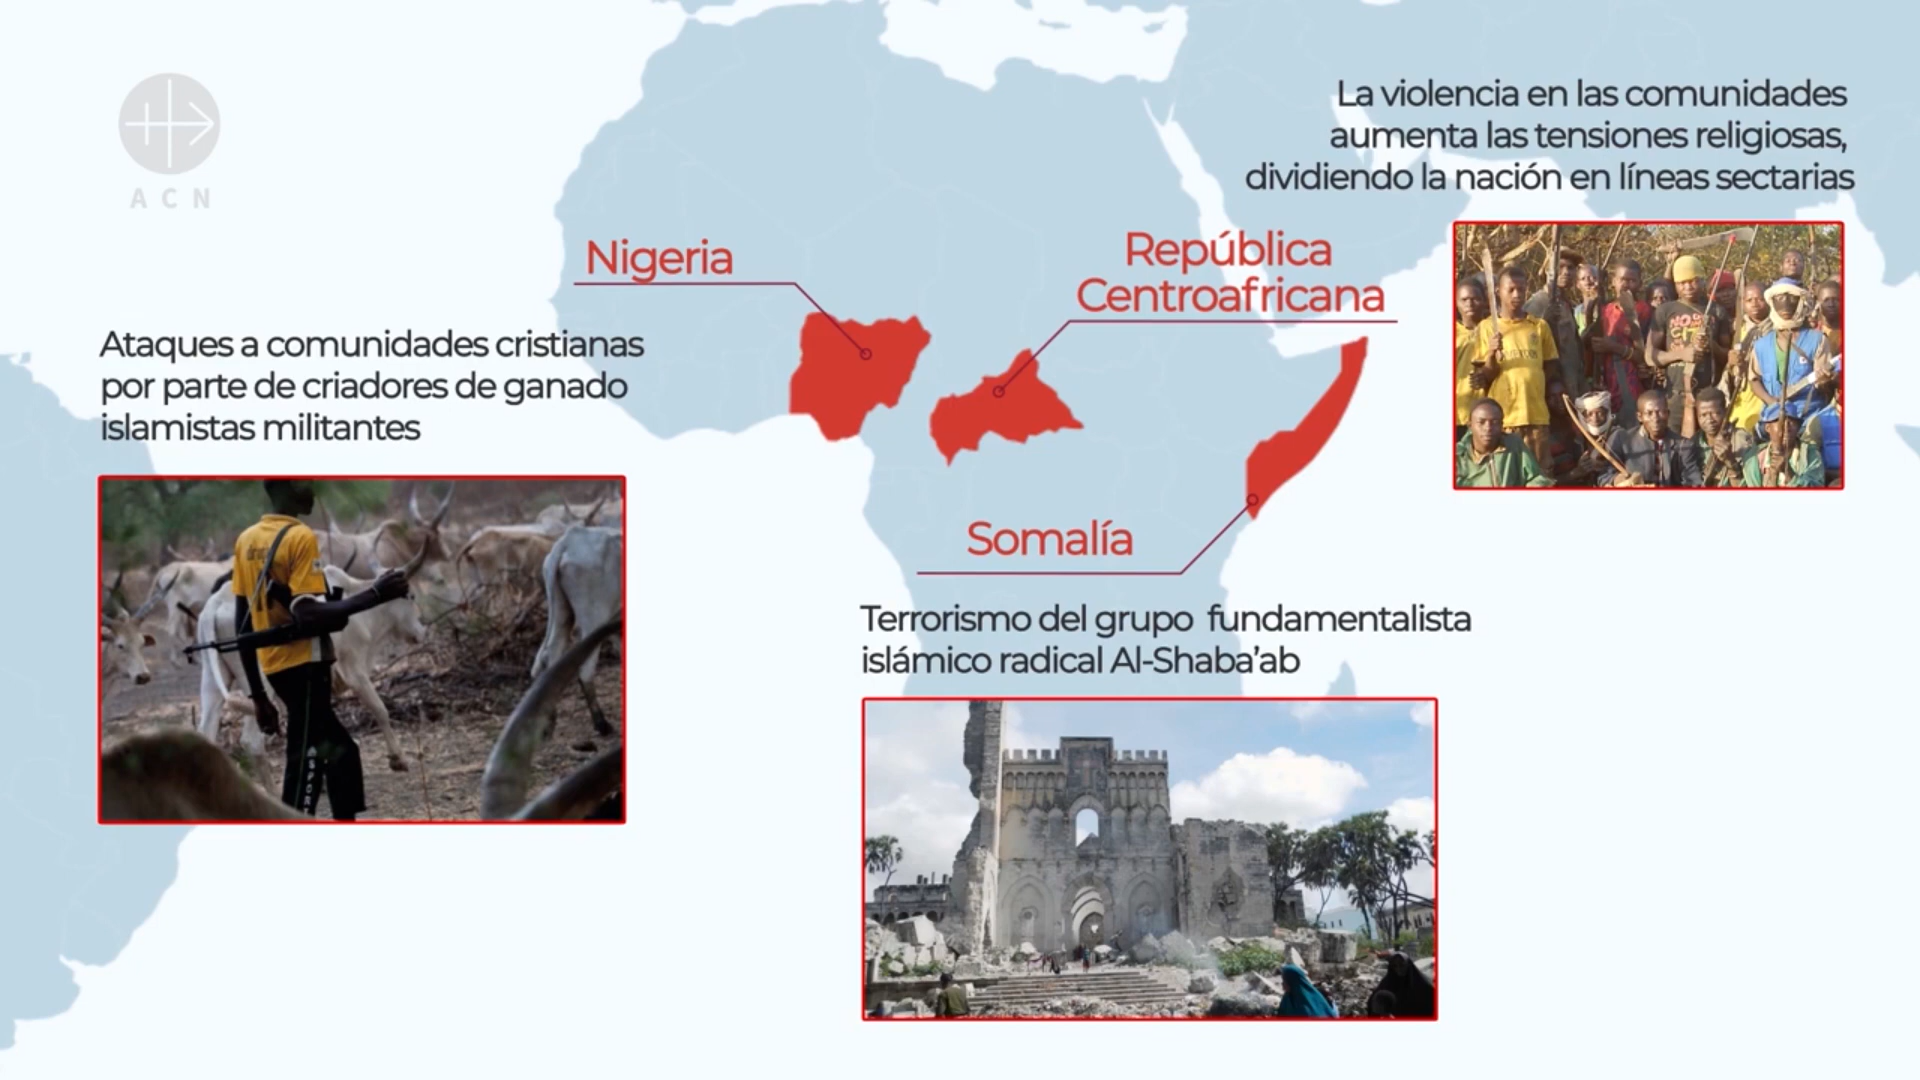 ACN
La violencia en las comunidades
aumenta las tensiones religiosas,
dividiendo la nación en líneas sectarias
Nigeria
República
Centroafricana
Ataques a comunidades cristianas
por parte de criadores de ganado
islamistas militantes
Somalía
Terrorismo del grupo fundamentalista
islámico radical Al-Shaba'ab